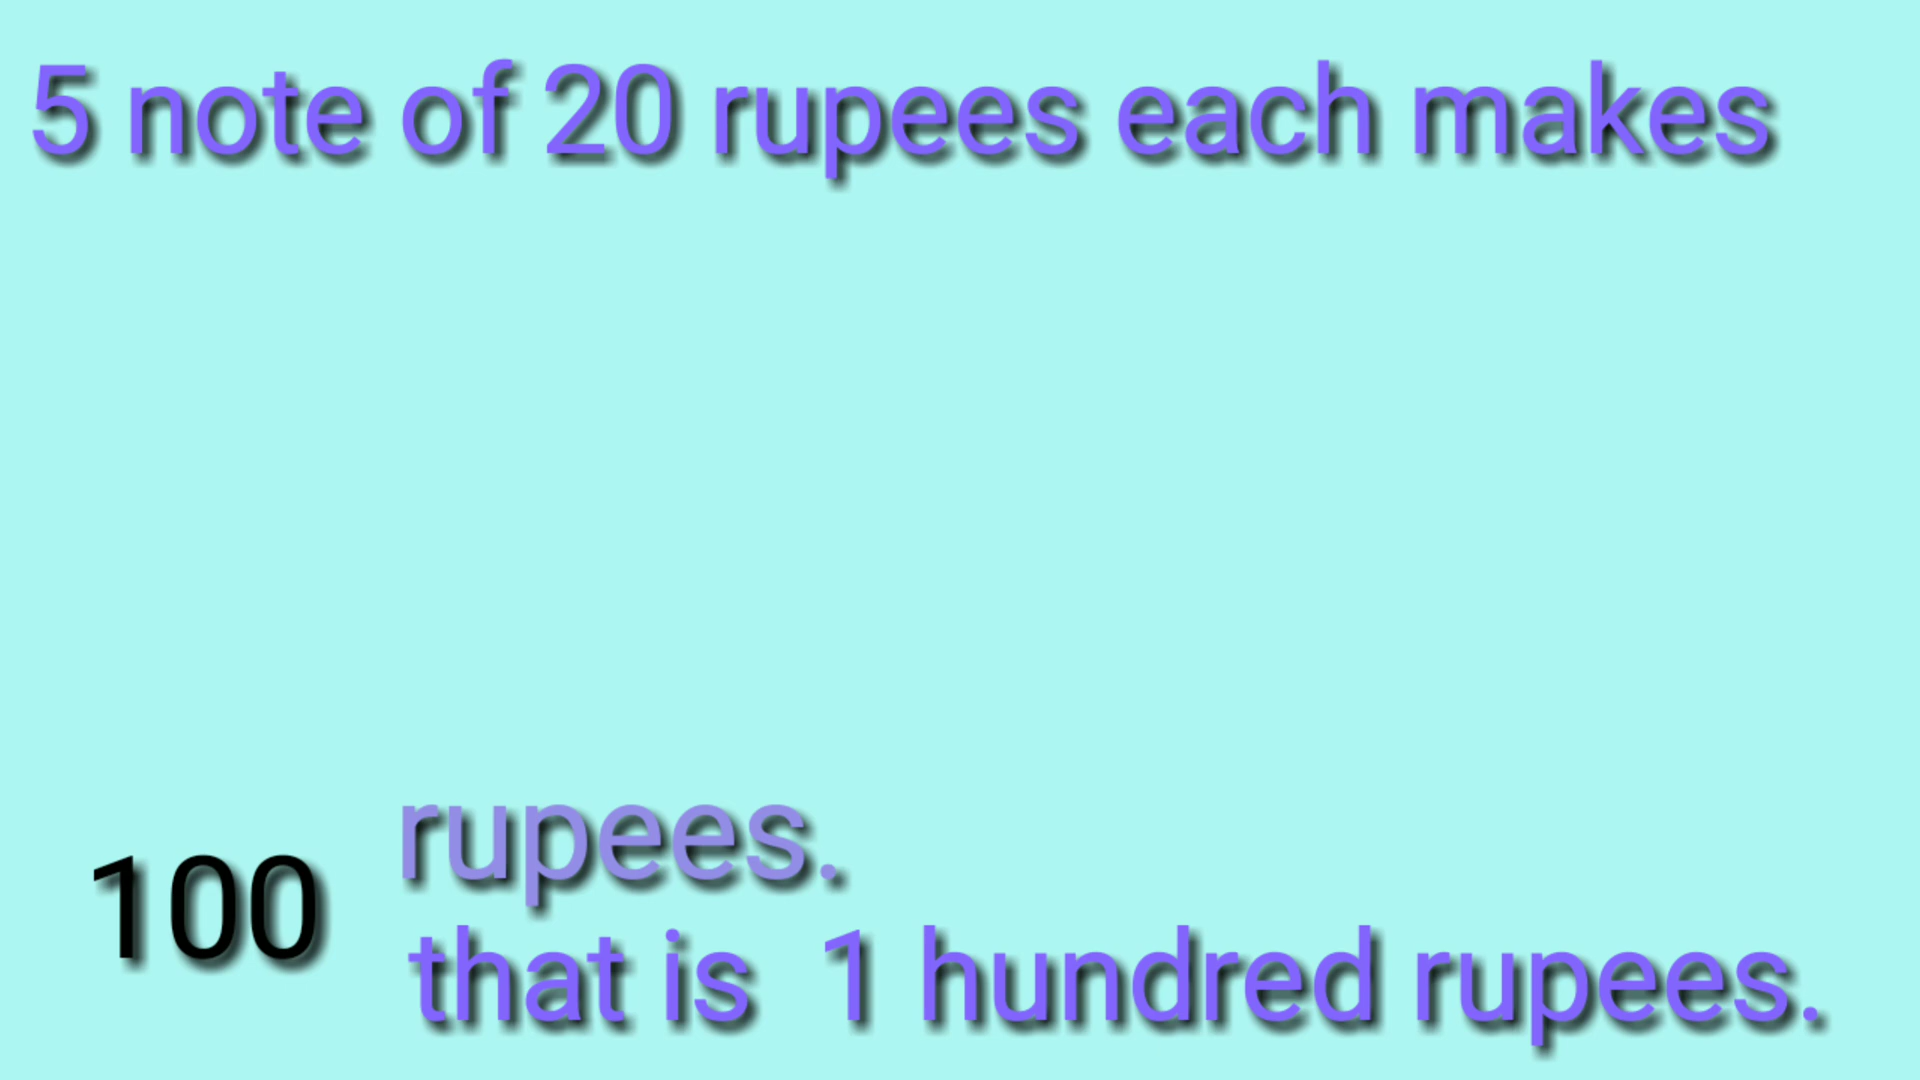 5 note of 20 rupees each makes
100 rupees.
that is 1 hundred rupees.